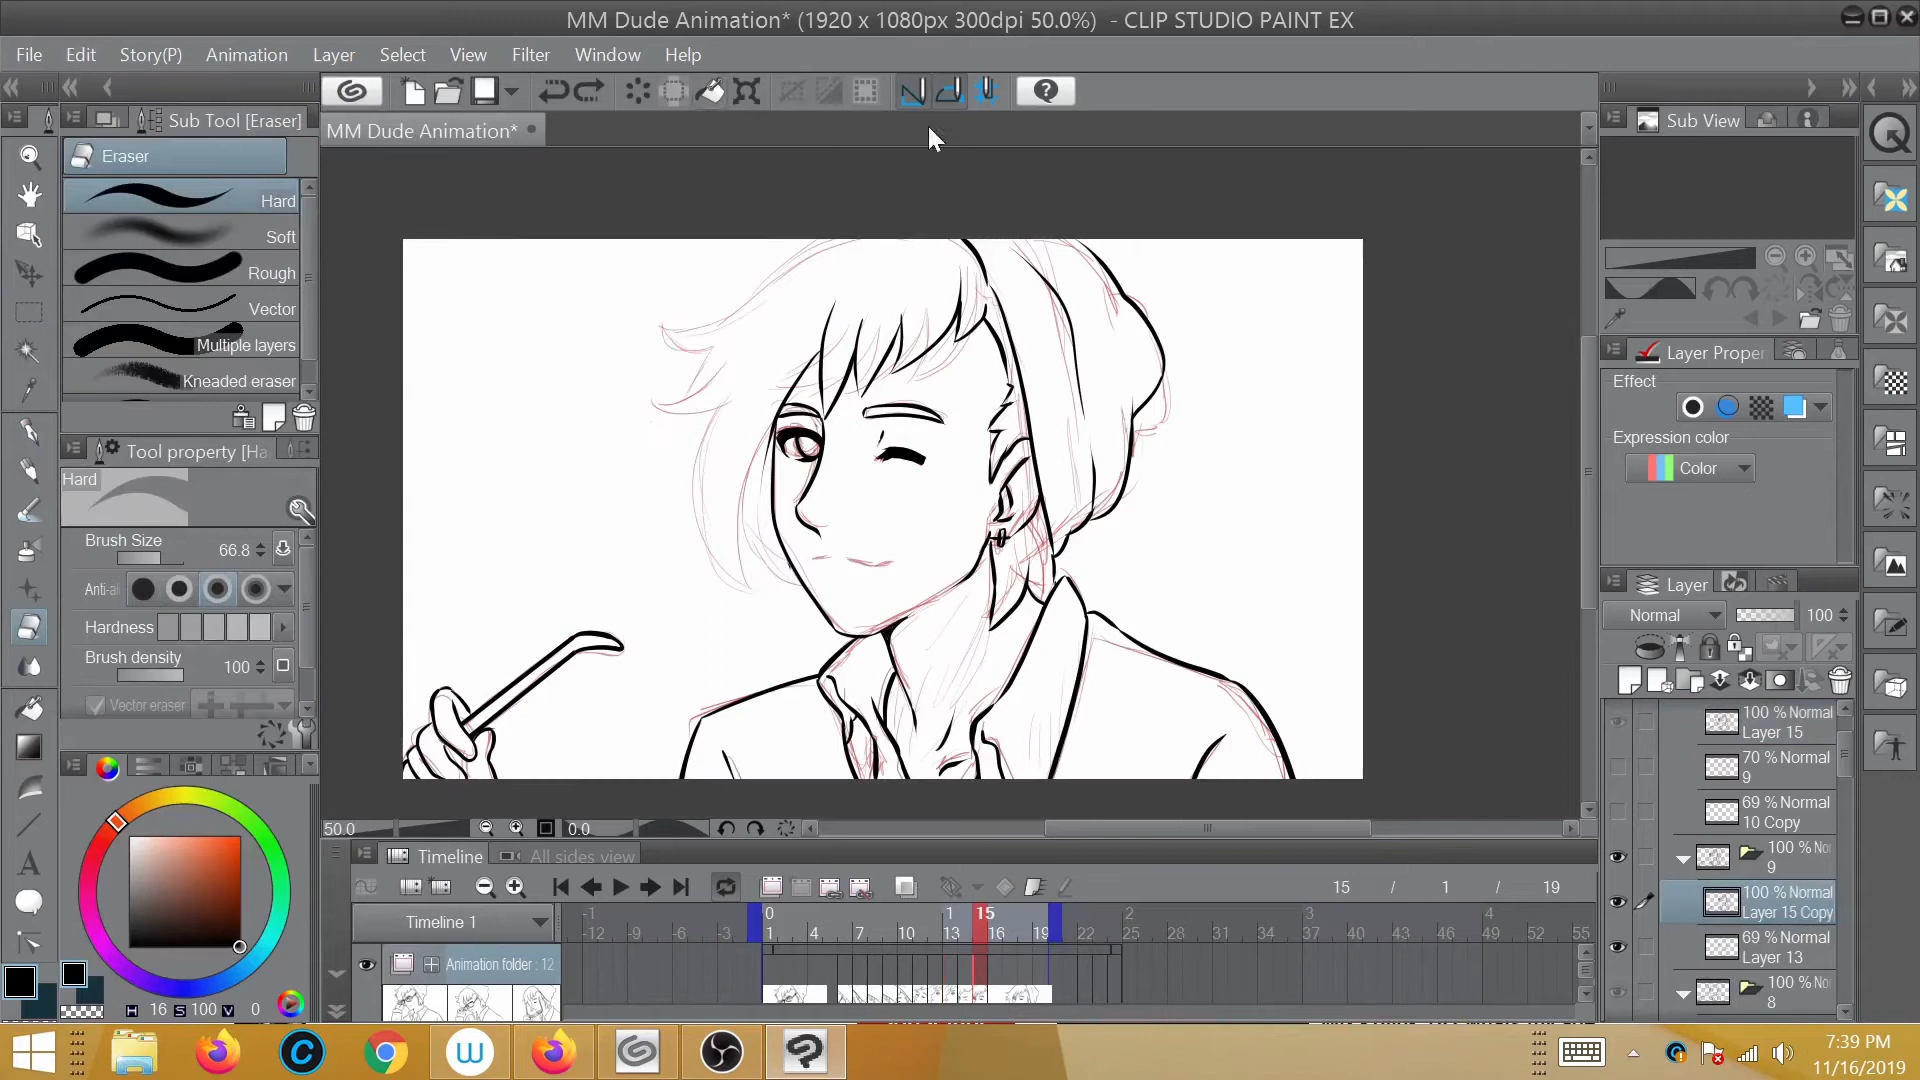 MM Dude Animation* (1920 x 1080px 300dpi 50.0%) - CLIP STUDIO PAINT EX
File Edit Story(P) Animation Layer Select View Filter Window Help
Sub Tool [Eraser]
MM Dude Animation*
Sub View
Eraser
Hard
Soft
Rough
Vector
Multiple layers
Kneaded eraser
Layer Proper
Effect
Expression color
Color
Tool property [Ha
Hard
Brush Size 66.8
Anti-al
Hardness
Brush density 100
Vector eraser
Layer
Normal 100
100 % Normal
Layer 15
70 % Normal
9
69 % Normal
10 Copy
100 % No
9
100 % Normal
Layer 15 Copy
69 % Normal
Layer 13
100 % No
8
50.0 0.0
Timeline All sides view
15 / 1 / 19
Timeline 1
-1 0 1 15 2 3 4
-12 -9 -6 -3 1 4 7 10 13 16 19 22 25 28 31 34 37 40 43 46 49 52 55
Animation folder : 12
H 16 S 100 V 0
7:39 PM
11/16/2019